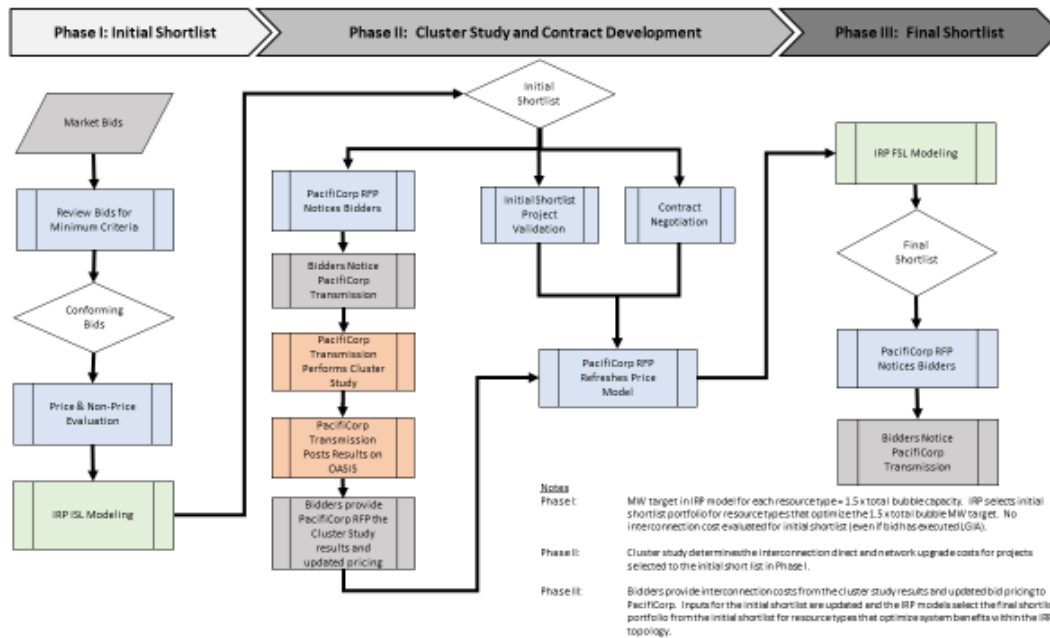 Phase I: Initial Shortlist
Phase II: Cluster Study and Contract Development
Phase III: Final Shortlist
Market Bids
Review Bids for
Minimum Criteria
Conforming
Bids
Price & Non-Price
Evaluation
IRP ISL Modeling
Initial
Shortlist
PacifiCorp RFP
Notices Bidders
Bidders Notice
PacifiCorp
Transmission
PacifiCorp
Transmission
Performs Cluster
Study
PacifiCorp
Transmission
Posts Results on
OASIS
Bidders provide
PacifiCorp RFP the
Cluster Study
results and
updated pricing
Initial Shortlist
Project
Validation
Contract
Negotiation
PacifiCorp RFP
Refreshes Price
Model
IRP FSL Modeling
Final
Shortlist
PacifiCorp RFP
Notices Bidders
Bidders Notice
PacifiCorp
Transmission
Notes
Phase I: MW target in IRP model for each resource type = 1.5 x total bubble capacity. IRP selects initial
shortlist portfolio for resource types that optimize the 1.5 x total bubble MW target. No
interconnection cost evaluated for initial shortlist (even if bid has executed LGIA).
Phase II: Cluster study determines the interconnection direct and network upgrade costs for projects
selected to the initial short list in Phase I.
Phase III: Bidders provide interconnection costs from the cluster study results and updated bid pricing to
PacifiCorp. Inputs for the initial shortlist are updated and the IRP models select the final shortlis
portfolio from the initial shortlist for resource types that optimize system benefits within the IRP
topology.